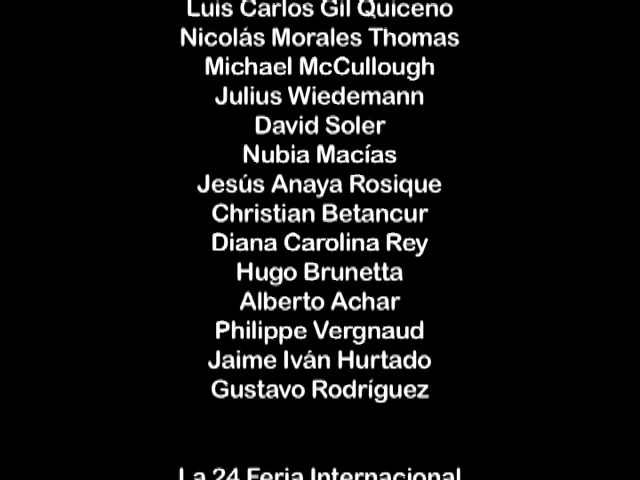 Luis Carlos Gil Quiceno
Nicolás Morales Thomas
Michael McCullough
Julius Wiedemann
David Soler
Nubia Macías
Jesús Anaya Rosique
Christian Betancur
Diana Carolina Rey
Hugo Brunetta
Alberto Achar
Philippe Vergnaud
Jaime Iván Hurtado
Gustavo Rodríguez
La 24 Feria Internacional